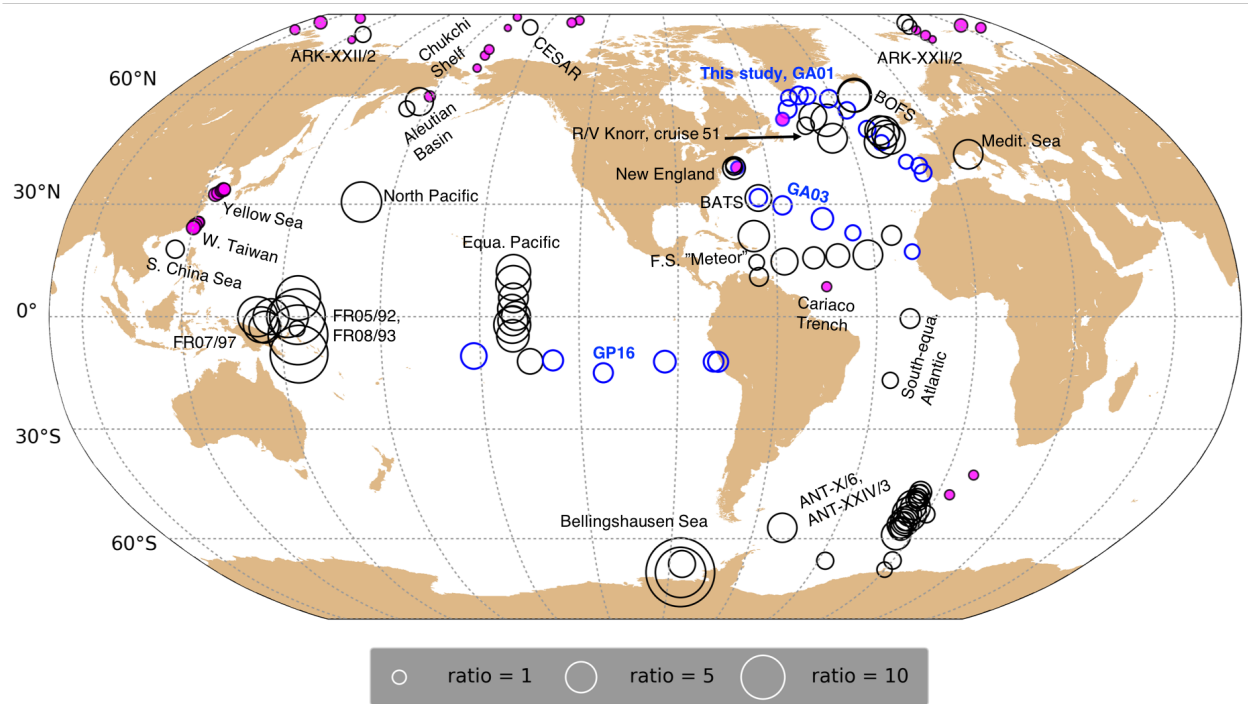 Chukchi
Shelf
CESAR
ARK-XXII/2
ARK-XXII/2
60°N
This study, GA01
BOFS
Aleutian
Basin
R/V Knorr, cruise 51
Medit. Sea
New England
30°N
North Pacific
BATS
GA03
Yellow Sea
W. Taiwan
Equa. Pacific
S. China Sea
F.S. "Meteor"
Cariaco
Trench
0°
FR05/92,
FR08/93
FR07/97
GP16
South-equa.
Atlantic
30°S
ANT-X/6,
ANT-XXIV/3
Bellingshausen Sea
60°S
ratio = 1
ratio = 5
ratio = 10